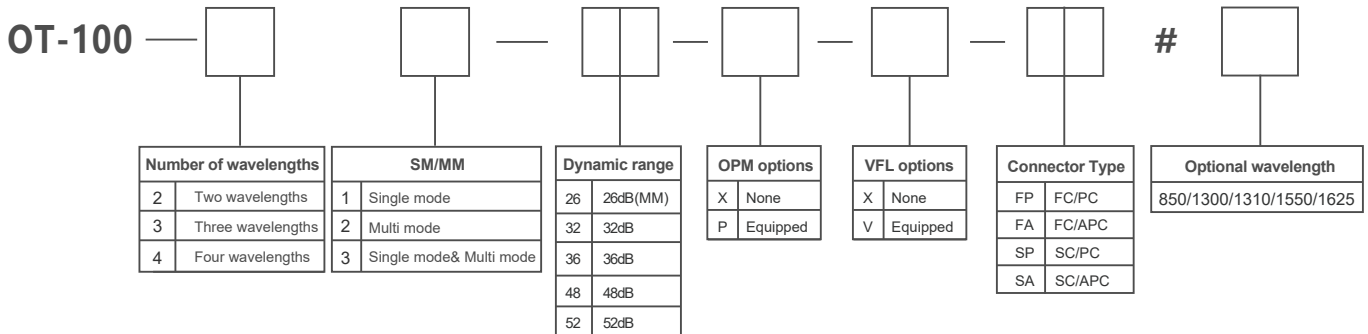 OT-100 — — — — — #
Number of wavelengths
2 Two wavelengths
3 Three wavelengths
4 Four wavelengths
SM/MM
1 Single mode
2 Multi mode
3 Single mode& Multi mode
Dynamic range
26 26dB(MM)
32 32dB
36 36dB
48 48dB
52 52dB
OPM options
X None
P Equipped
VFL options
X None
V Equipped
Connector Type
FP FC/PC
FA FC/APC
SP SC/PC
SA SC/APC
Optional wavelength
850/1300/1310/1550/1625